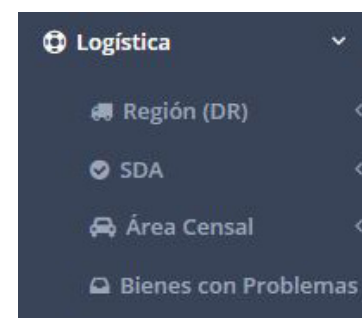 Logística
Región (DR)
SDA
Área Censal
Bienes con Problemas